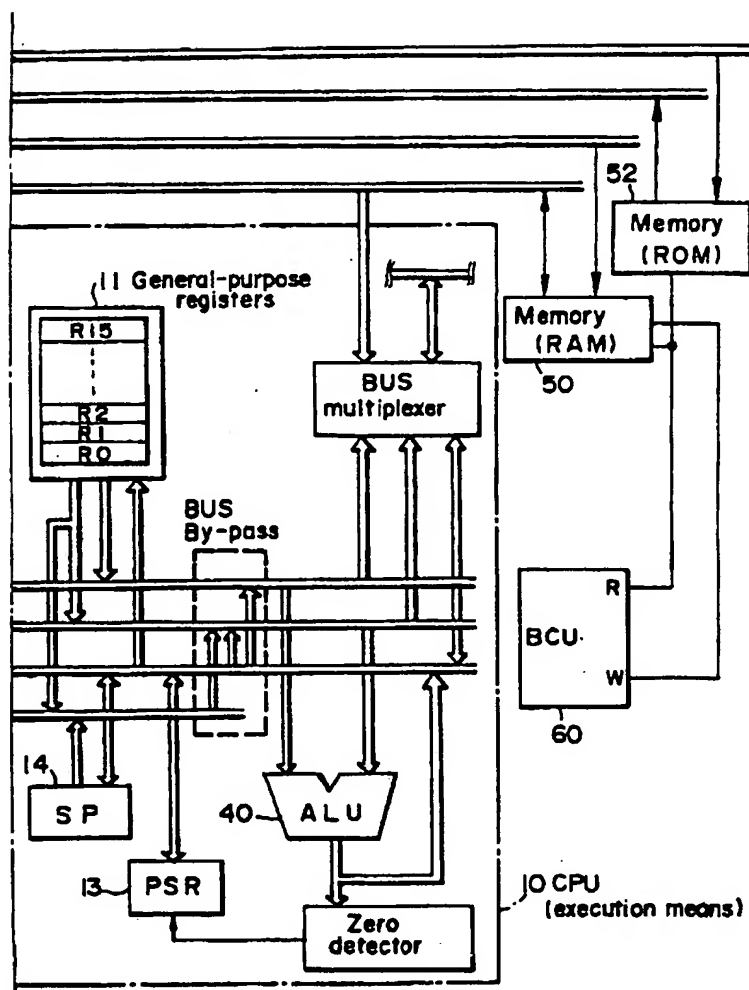 52
Memory
(ROM)
11 General-purpose
registers
R15
R2
R1
R0
Memory
(RAM)
50
BUS
multiplexer
BUS
By-pass
R
BCU
W
60
14
SP
40
ALU
13
PSR
10 CPU
(execution means)
Zero
detector